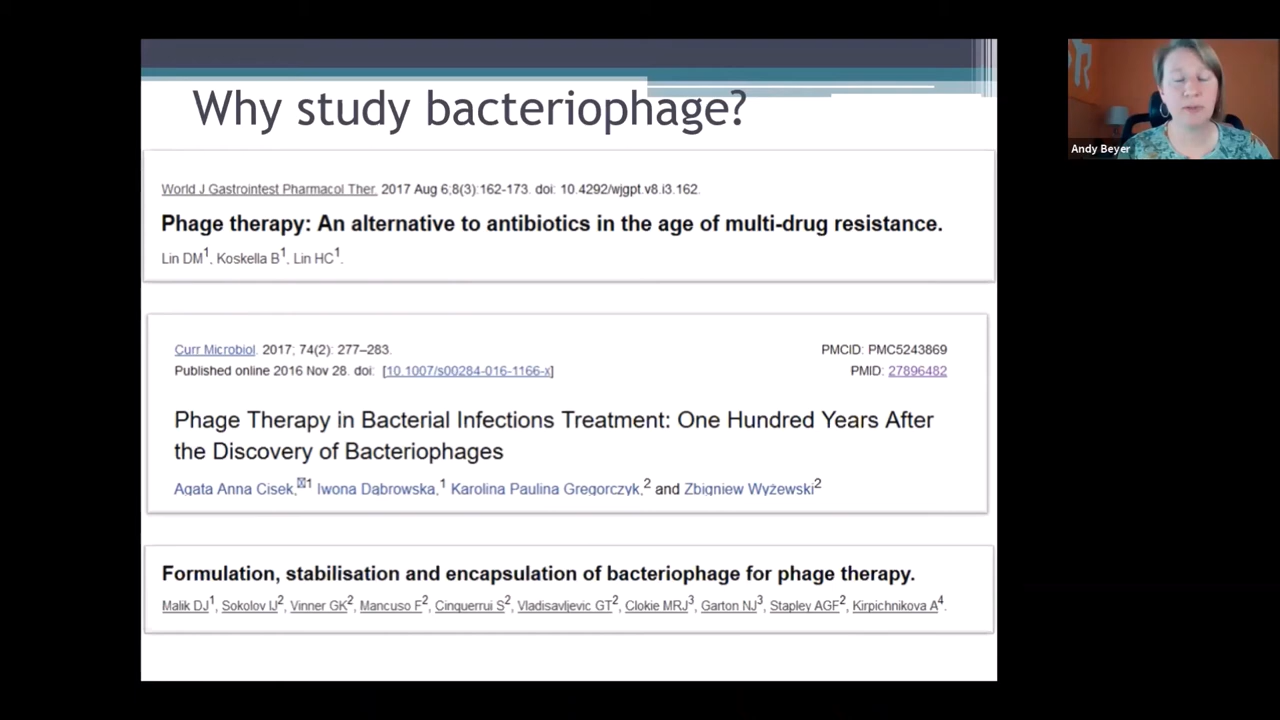 Why study bacteriophage?
Andy Beyer
World J Gastrointest Pharmacol Ther. 2017 Aug 6;8(3):162-173. doi: 10.4292/wjgpt.v8.i3.162.
Phage therapy: An alternative to antibiotics in the age of multi-drug resistance.
Lin DM1, Koskella B1, Lin HC1.
Curr Microbiol. 2017; 74(2): 277–283.
PMCID: PMC5243869
Published online 2016 Nov 28. doi: [10.1007/s00284-016-1166-x]
PMID: 27896482
Phage Therapy in Bacterial Infections Treatment: One Hundred Years After
the Discovery of Bacteriophages
Agata Anna Cisek,1 Iwona Dąbrowska,1 Karolina Paulina Gregorczyk,2 and Zbigniew Wyżewski2
Formulation, stabilisation and encapsulation of bacteriophage for phage therapy.
Malik DJ1, Sokolov IJ2, Vinner GK2, Mancuso F2, Cinquerrui S2, Vladisavljevic GT2, Clokie MRJ3, Garton NJ3, Stapley AGF2, Kirpichnikova A4.